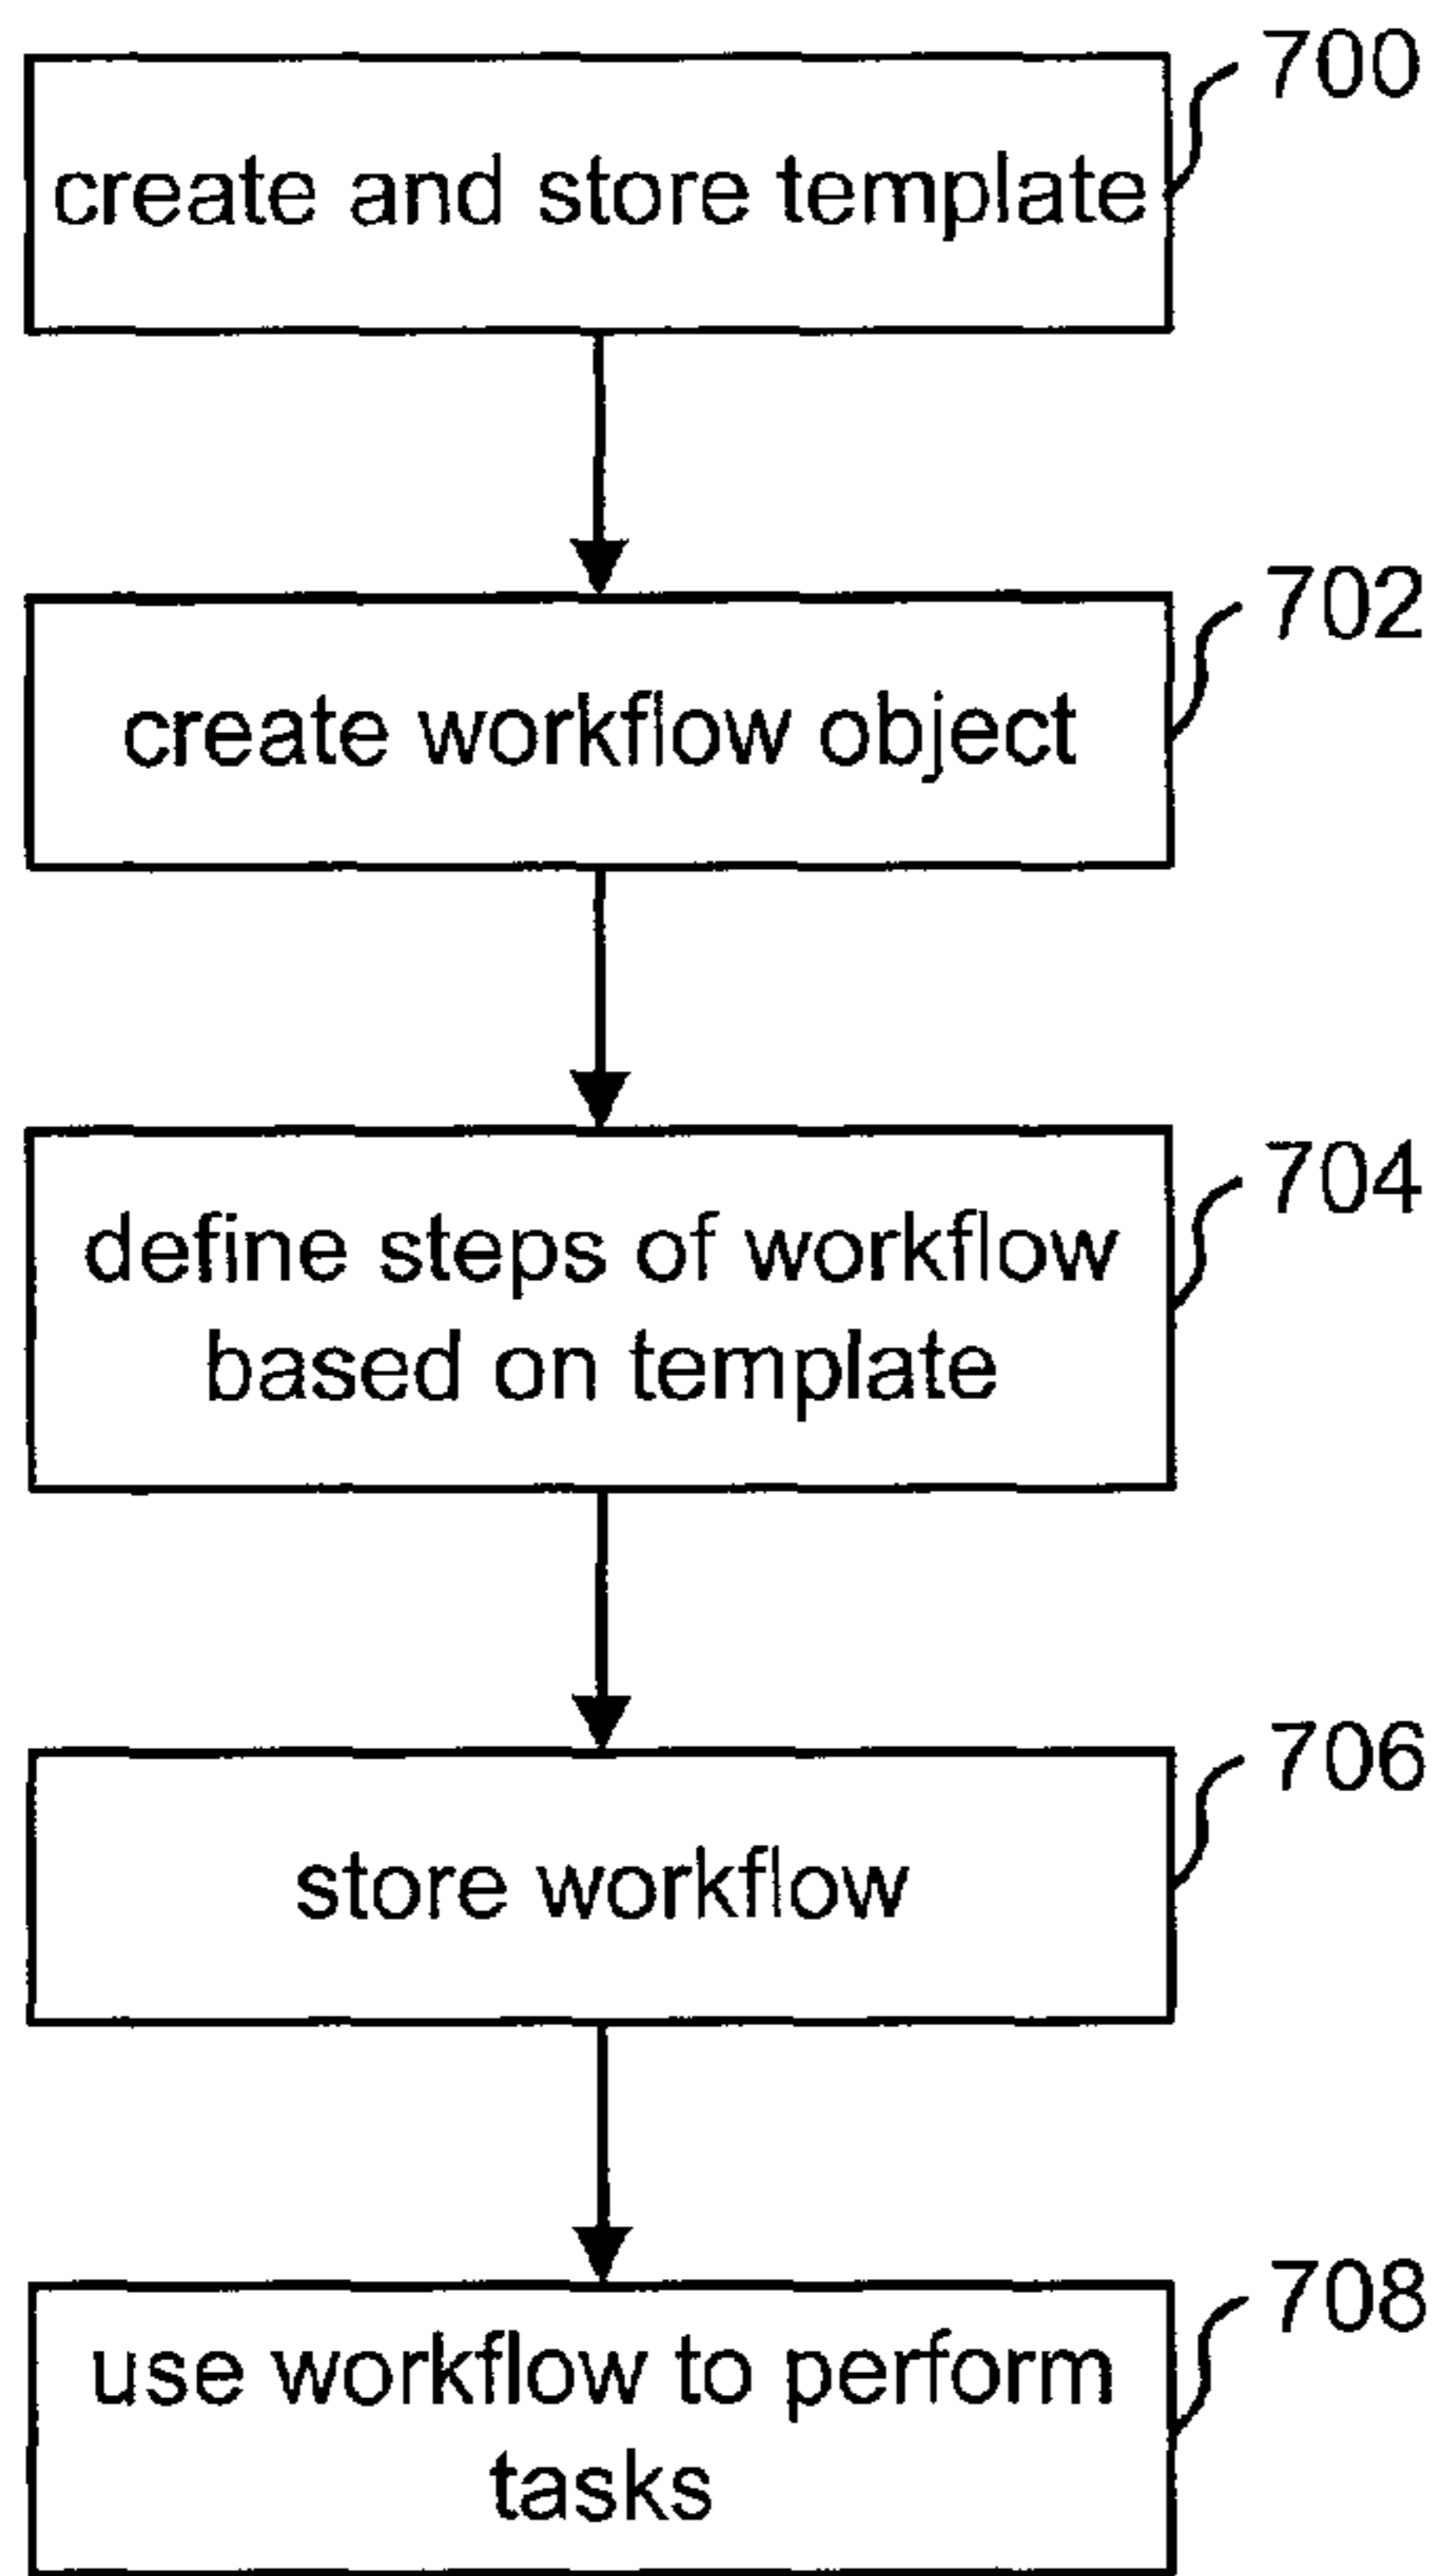 700
create and store template
702
create workflow object
704
define steps of workflow
based on template
706
store workflow
708
use workflow to perform
tasks